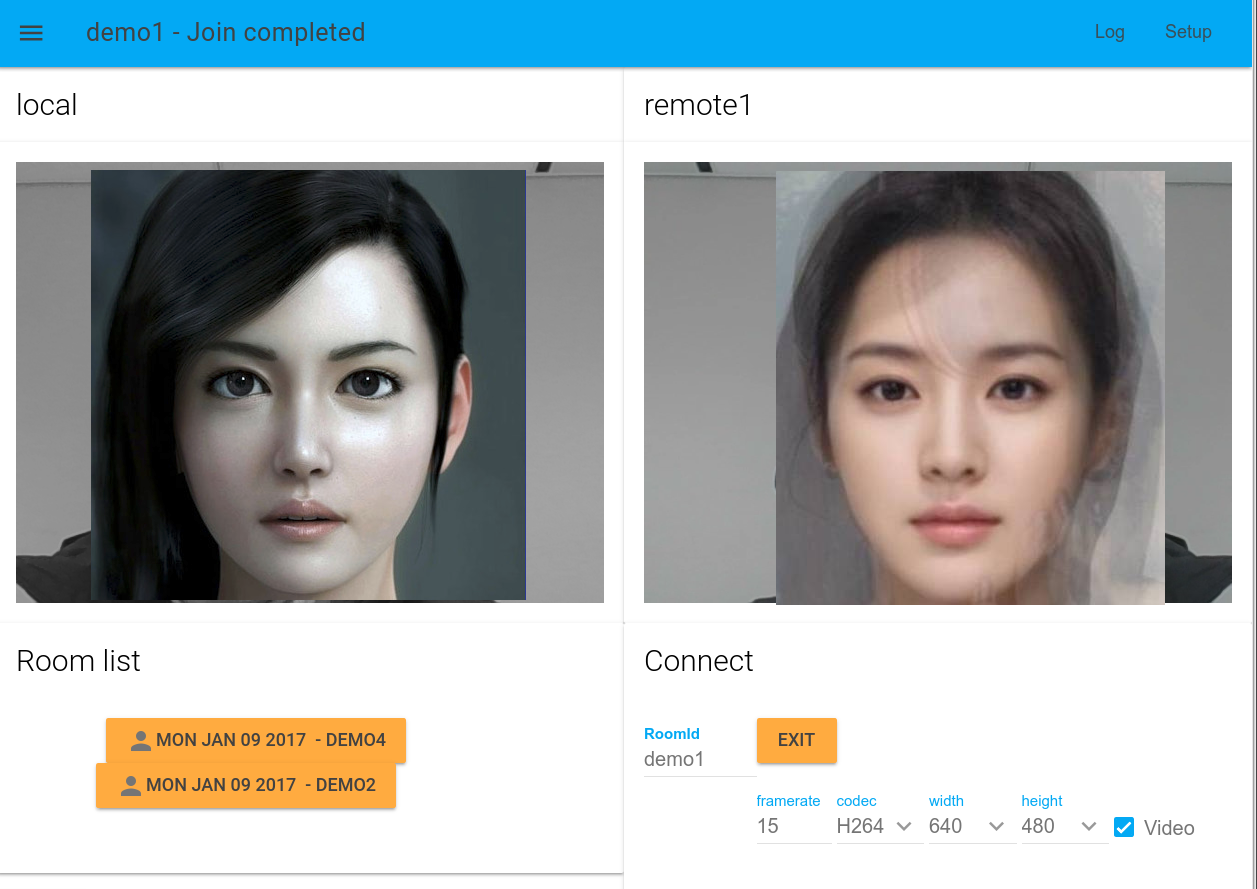 demo1 - Join completed
Log
Setup
local
remote1
Room list
MON JAN 09 2017 - DEMO4
MON JAN 09 2017 - DEMO2
Connect
RoomId
demo1
EXIT
framerate
codec
width
height
15
H264
640
480
Video